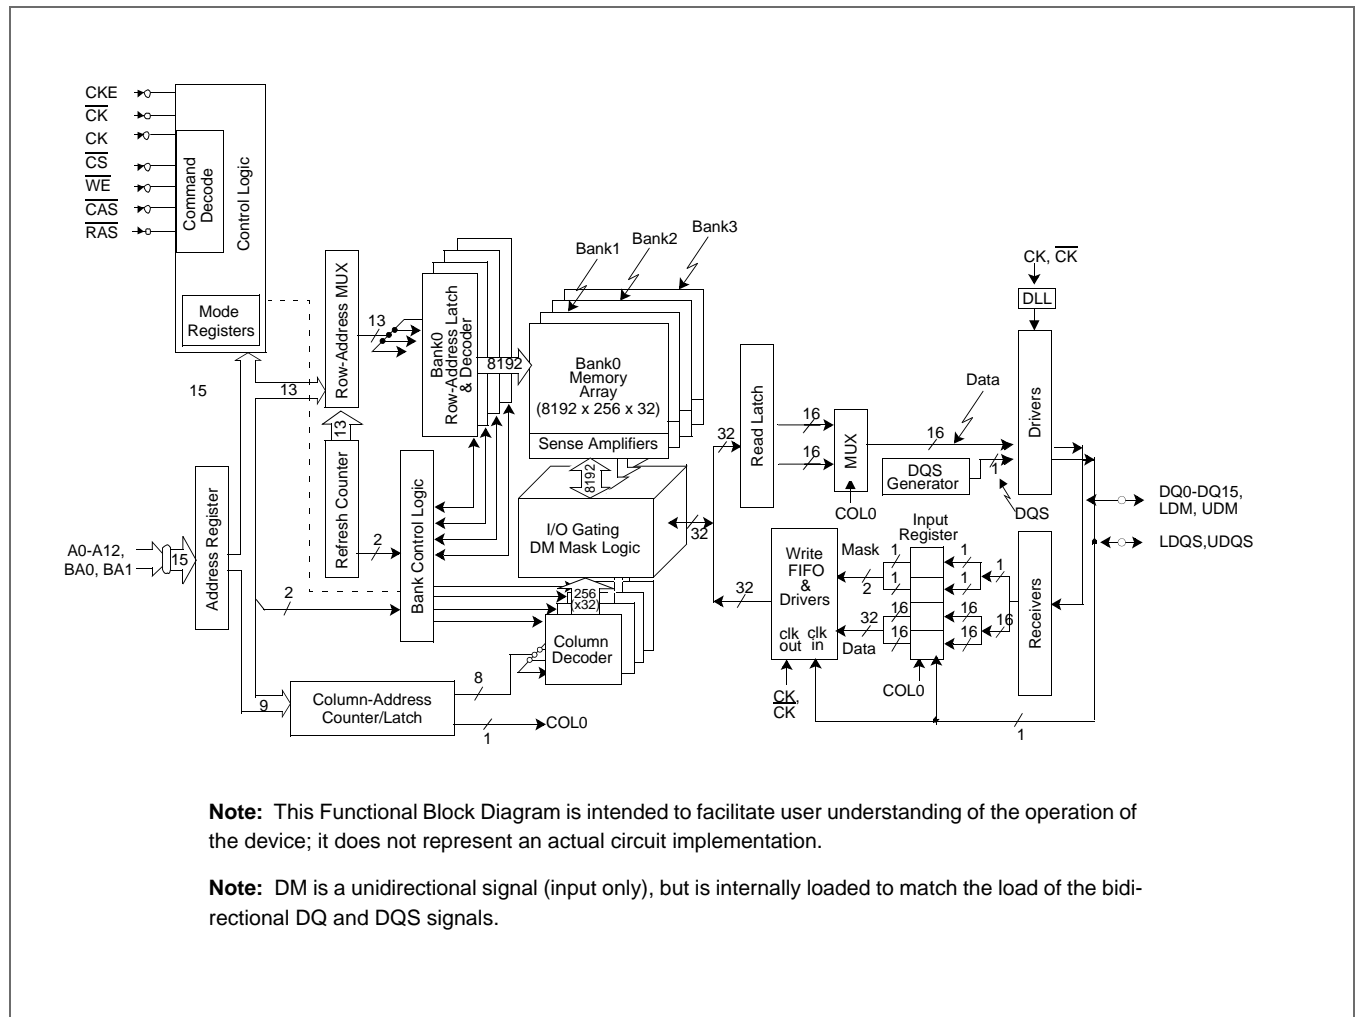 CKE
CK
CK
CS
WE
CAS
RAS
Command
Decode
Control Logic
Mode
Registers
15
13
Row-Address MUX
13
Refresh Counter
13
Bank0
Row-Address Latch
& Decoder
8192
Bank1
Bank2
Bank3
Bank0
Memory
Array
(8192 x 256 x 32)
Sense Amplifiers
8192
I/O Gating
DM Mask Logic
32
A0-A12,
BA0, BA1
15
Address Register
2
2
Bank Control Logic
256
(x32)
Column
Decoder
9
Column-Address
Counter/Latch
8
1
COL0
32
Read Latch
16
16
MUX
COL0
16
Data
DQS
Generator
1
DQS
CK, CK
DLL
Drivers
DQ0-DQ15,
LDM, UDM
LDQS,UDQS
32
Write
FIFO
&
Drivers
clk
out
clk
in
CK,
CK
Mask
2
32
Data
Input
Register
1
1
16
16
1
1
16
16
1
16
COL0
Receivers
1
Note: This Functional Block Diagram is intended to facilitate user understanding of the operation of
the device; it does not represent an actual circuit implementation.
Note: DM is a unidirectional signal (input only), but is internally loaded to match the load of the bidi-
rectional DQ and DQS signals.